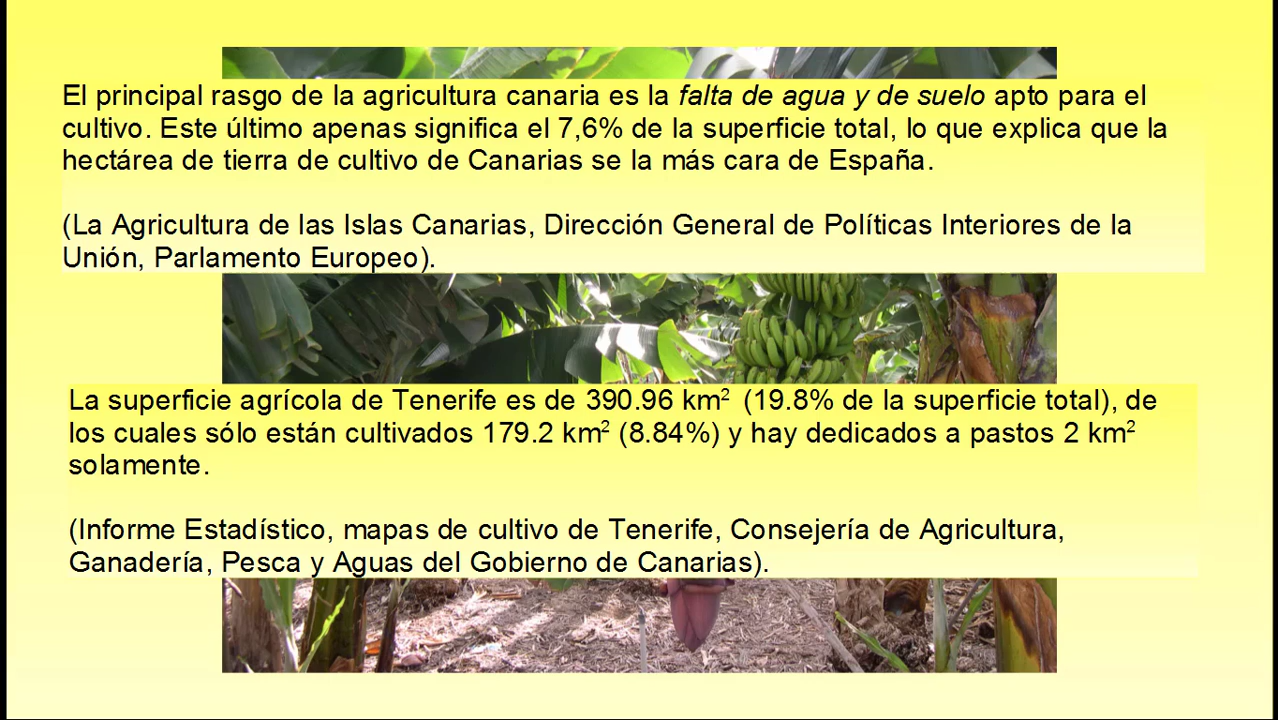 El principal rasgo de la agricultura canaria es la falta de agua y de suelo apto para el
cultivo. Este último apenas significa el 7,6% de la superficie total, lo que explica que la
hectárea de tierra de cultivo de Canarias se la más cara de España.
(La Agricultura de las Islas Canarias, Dirección General de Políticas Interiores de la
Unión, Parlamento Europeo).
La superficie agrícola de Tenerife es de 390.96 km² (19.8% de la superficie total), de
los cuales sólo están cultivados 179.2 km² (8.84%) y hay dedicados a pastos 2 km²
solamente.
(Informe Estadístico, mapas de cultivo de Tenerife, Consejería de Agricultura,
Ganadería, Pesca y Aguas del Gobierno de Canarias).